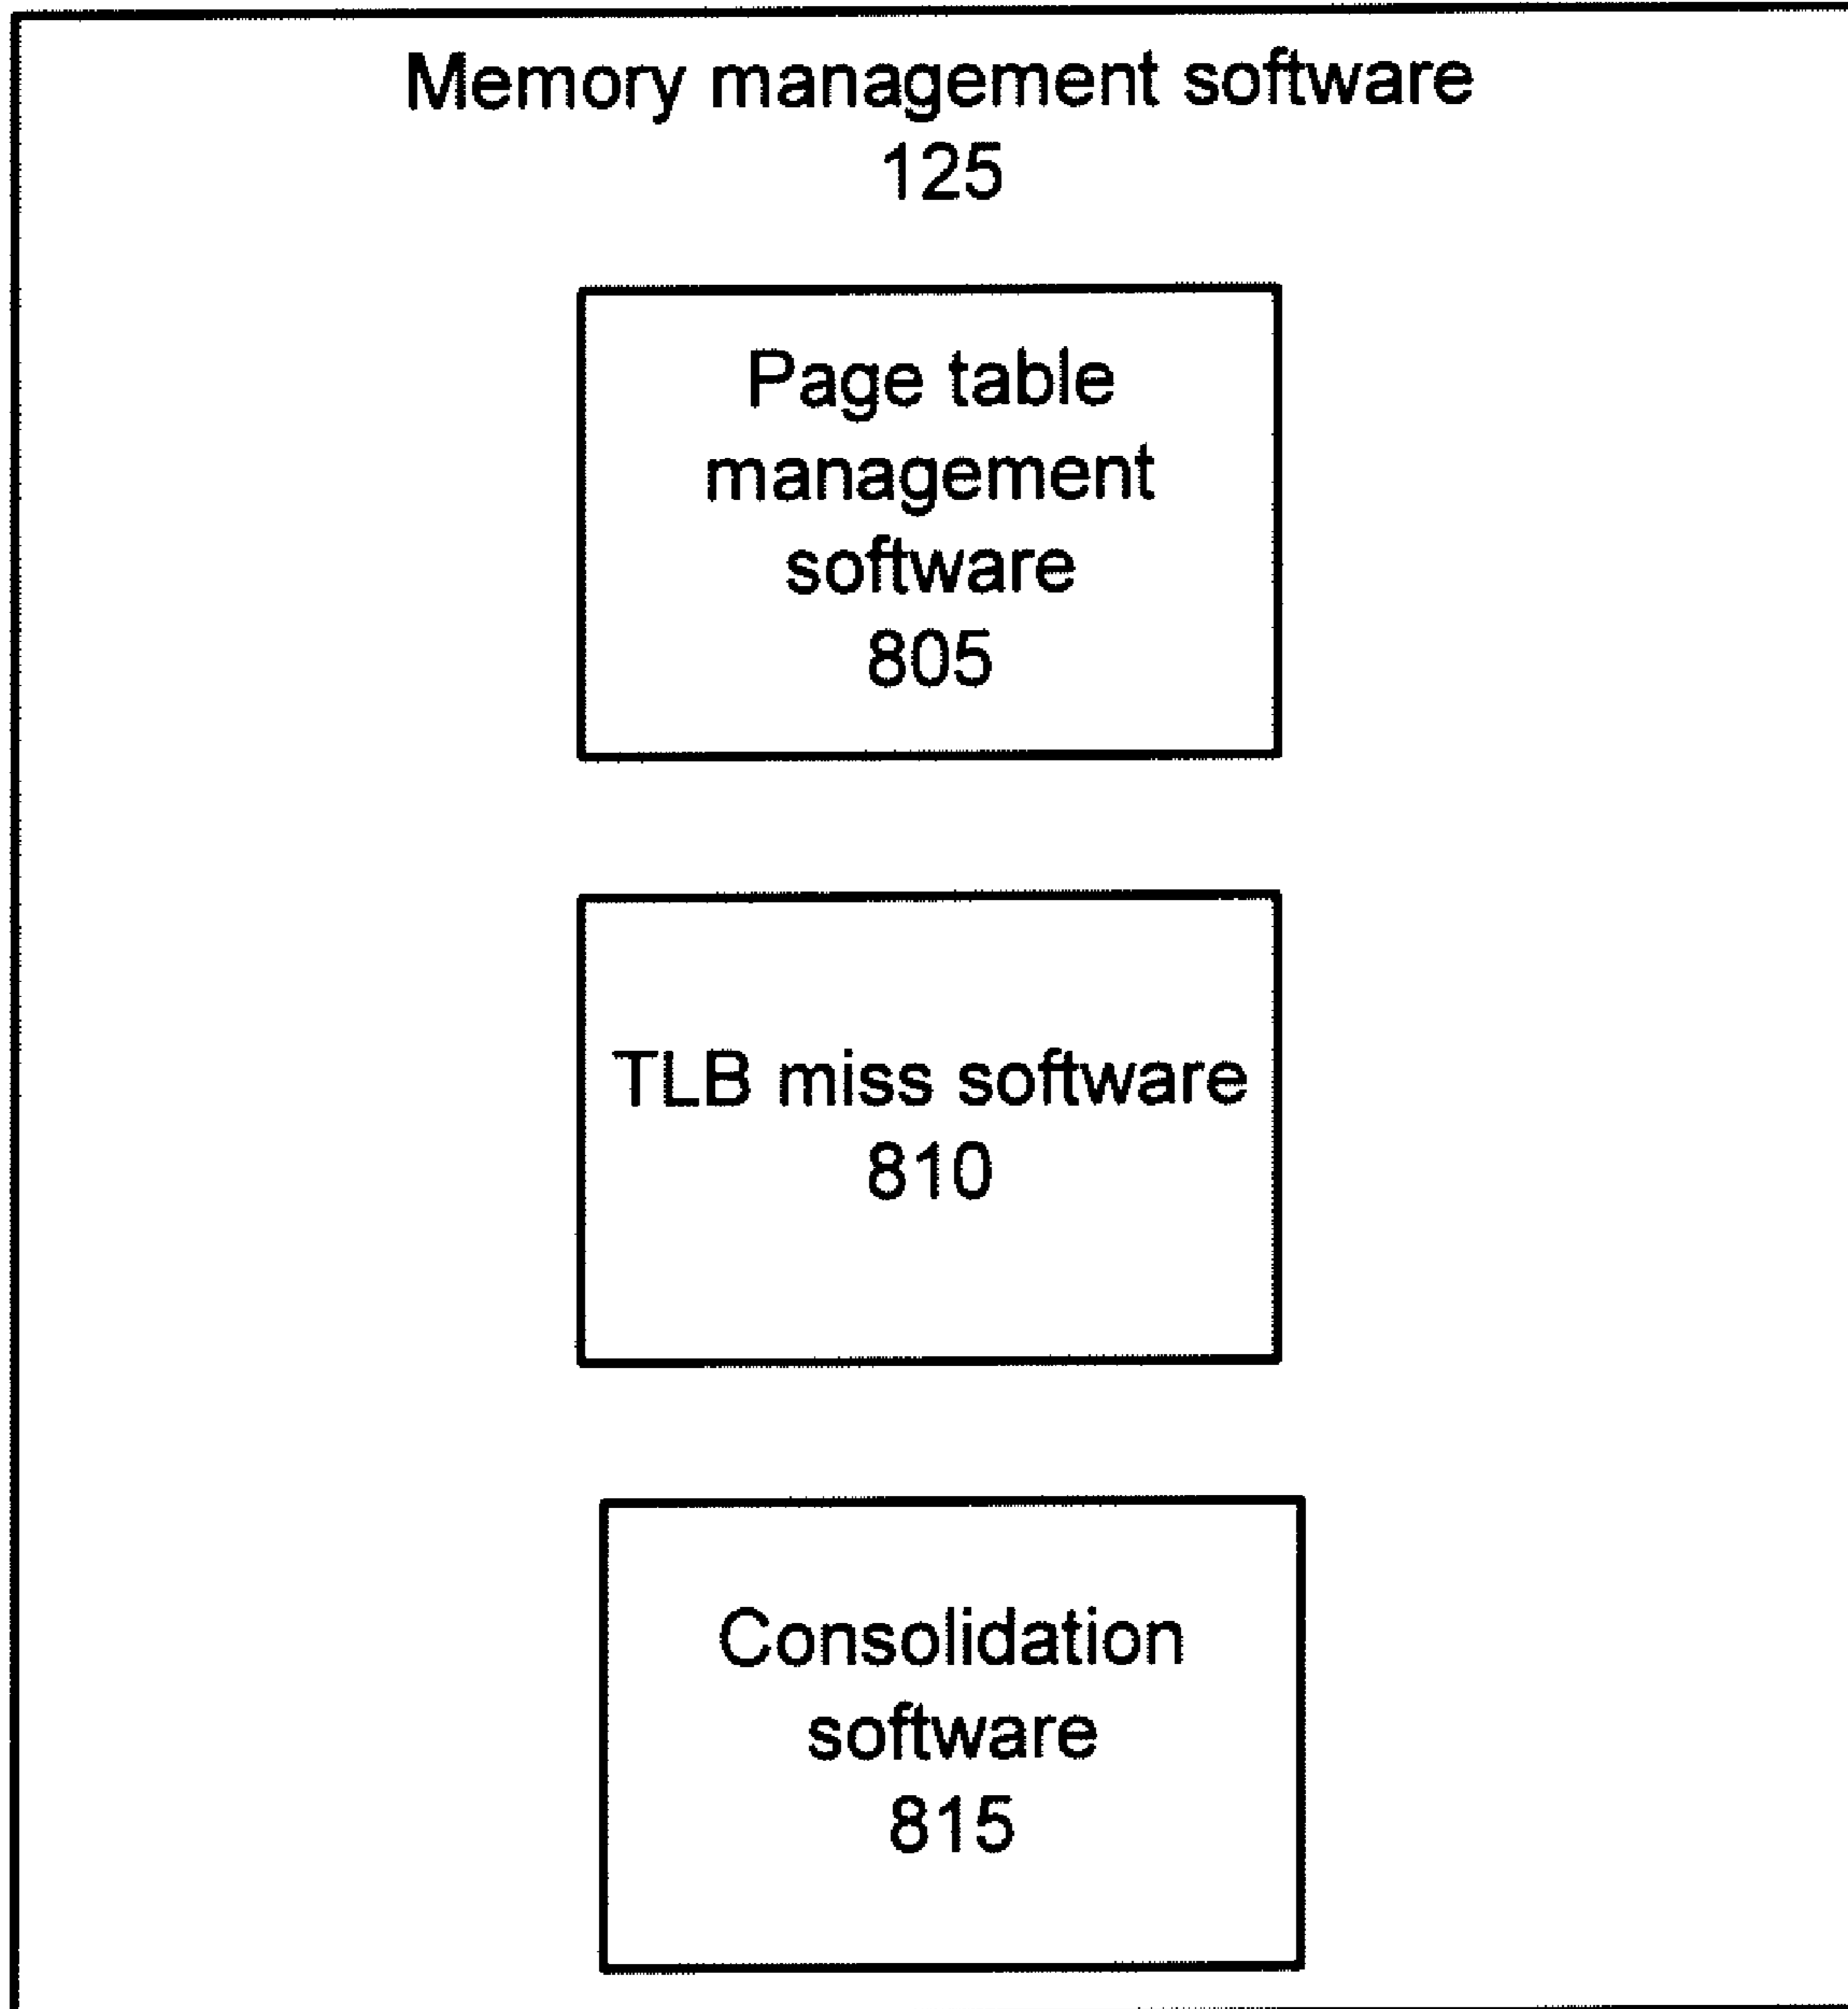 Memory management software
125
Page table
management
software
805
TLB miss software
810
Consolidation
software
815